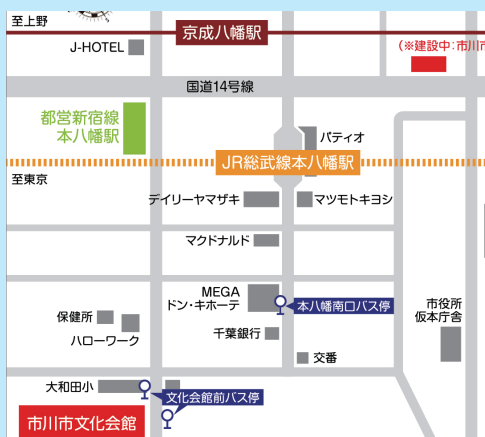 至上野
京成八幡駅
J-HOTEL
(※建設中:市川市
国道14号線
都営新宿線
本八幡駅
パティオ
JR総武線本八幡駅
至東京
デイリーヤマザキ
マツモトキヨシ
マクドナルド
MEGA
ドン・キホーテ
本八幡南口バス停
市役所
仮本庁舎
保健所
ハローワーク
千葉銀行
交番
大和田小
文化会館前バス停
市川市文化会館